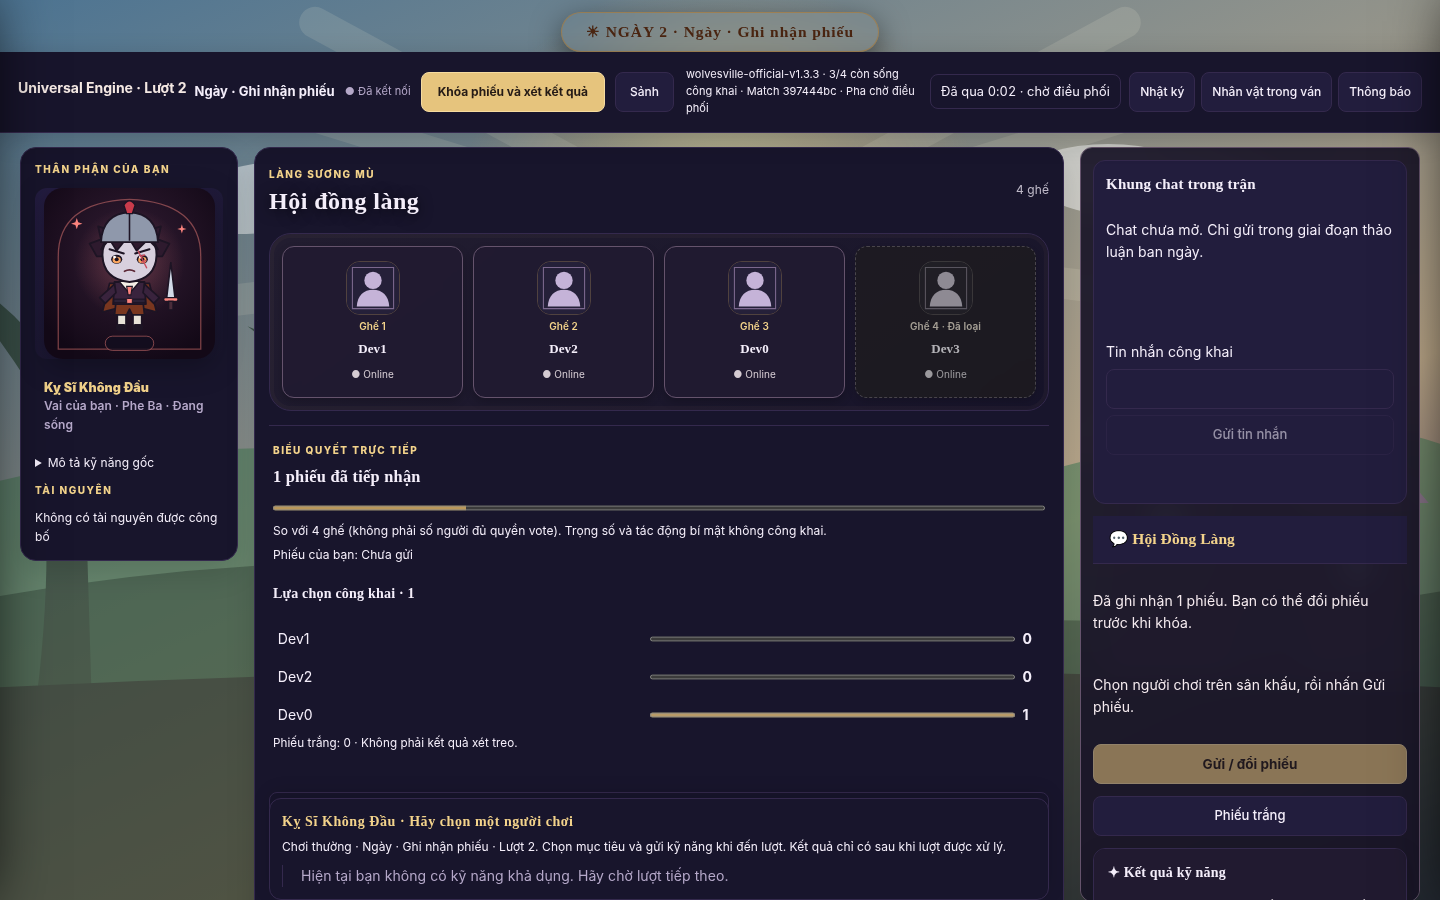 ☀ NGÀY 2 · Ngày · Ghi nhận phiếu
Universal Engine · Lượt 2
Ngày · Ghi nhận phiếu
Đã kết nối
Khóa phiếu và xét kết quả
Sảnh
wolvesville-official-v1.3.3 · 3/4 còn sống
công khai · Match 397444bc · Pha chờ điều
phối
Đã qua 0:02 · chờ điều phối
Nhật ký
Nhân vật trong ván
Thông báo
THÂN PHẬN CỦA BẠN
Kỵ Sĩ Không Đầu
Vai của bạn · Phe Ba · Đang
sống
Mô tả kỹ năng gốc
TÀI NGUYÊN
Không có tài nguyên được công
bố
LÀNG SƯƠNG MÙ
Hội đồng làng
4 ghế
Ghế 1
Dev1
Online
Ghế 2
Dev2
Online
Ghế 3
Dev0
Online
Ghế 4 · Đã loại
Dev3
Online
BIỂU QUYẾT TRỰC TIẾP
1 phiếu đã tiếp nhận
So với 4 ghế (không phải số người đủ quyền vote). Trọng số và tác động bí mật không công khai.
Phiếu của bạn: Chưa gửi
Lựa chọn công khai · 1
Dev1 0
Dev2 0
Dev0 1
Phiếu trắng: 0 · Không phải kết quả xét treo.
Kỵ Sĩ Không Đầu · Hãy chọn một người chơi
Chơi thường · Ngày · Ghi nhận phiếu · Lượt 2. Chọn mục tiêu và gửi kỹ năng khi đến lượt. Kết quả chỉ có sau khi lượt được xử lý.
Hiện tại bạn không có kỹ năng khả dụng. Hãy chờ lượt tiếp theo.
Khung chat trong trận
Chat chưa mở. Chỉ gửi trong giai đoạn thảo
luận ban ngày.
Tin nhắn công khai
Gửi tin nhắn
💬 Hội Đồng Làng
Đã ghi nhận 1 phiếu. Bạn có thể đổi phiếu
trước khi khóa.
Chọn người chơi trên sân khấu, rồi nhấn Gửi
phiếu.
Gửi / đổi phiếu
Phiếu trắng
✦ Kết quả kỹ năng